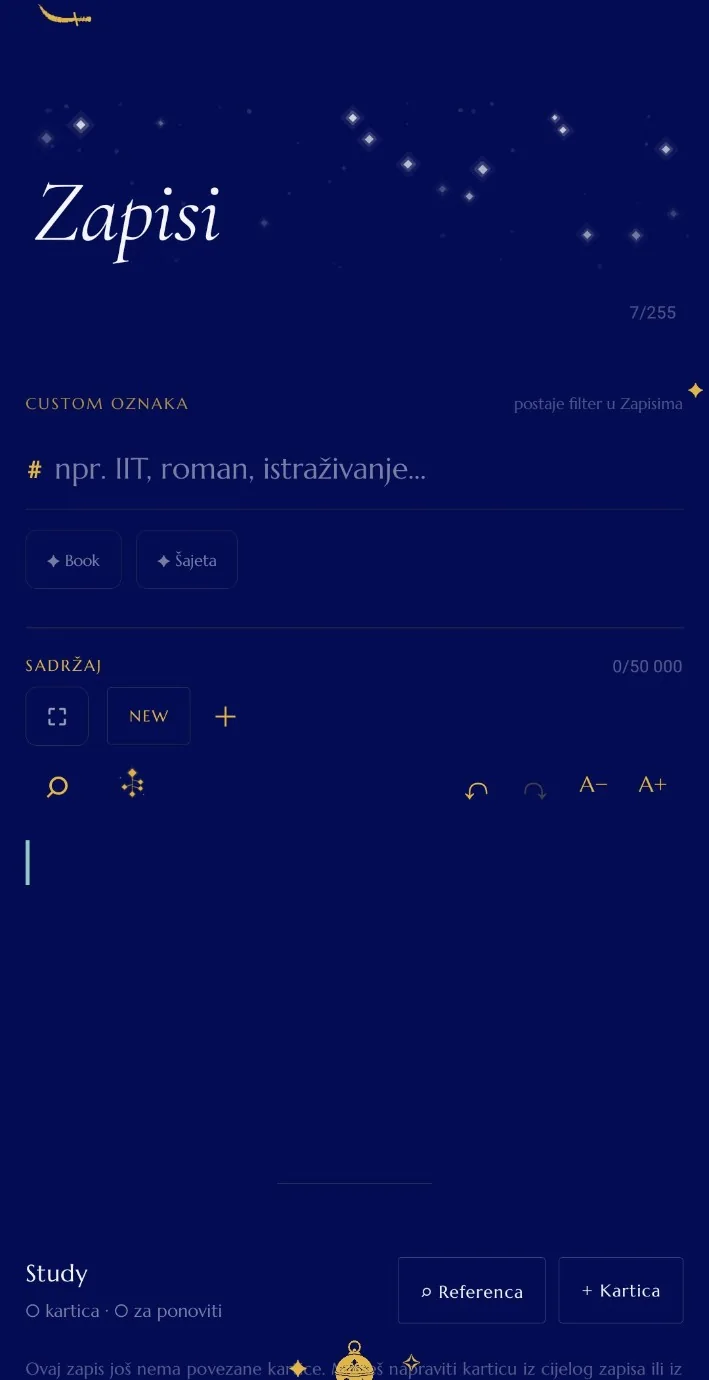 Zapisi
7/255
CUSTOM OZNAKA
postaje filter u Zapisima
# npr. IIT, roman, istraživanje...
Book
Šajeta
SADRŽAJ
0/50 000
NEW
A−
A+
Study
Referenca
+ Kartica
0 kartica · 0 za ponoviti
Ovaj zapis još nema povezane napraviti karticu iz cijelog zapisa ili iz